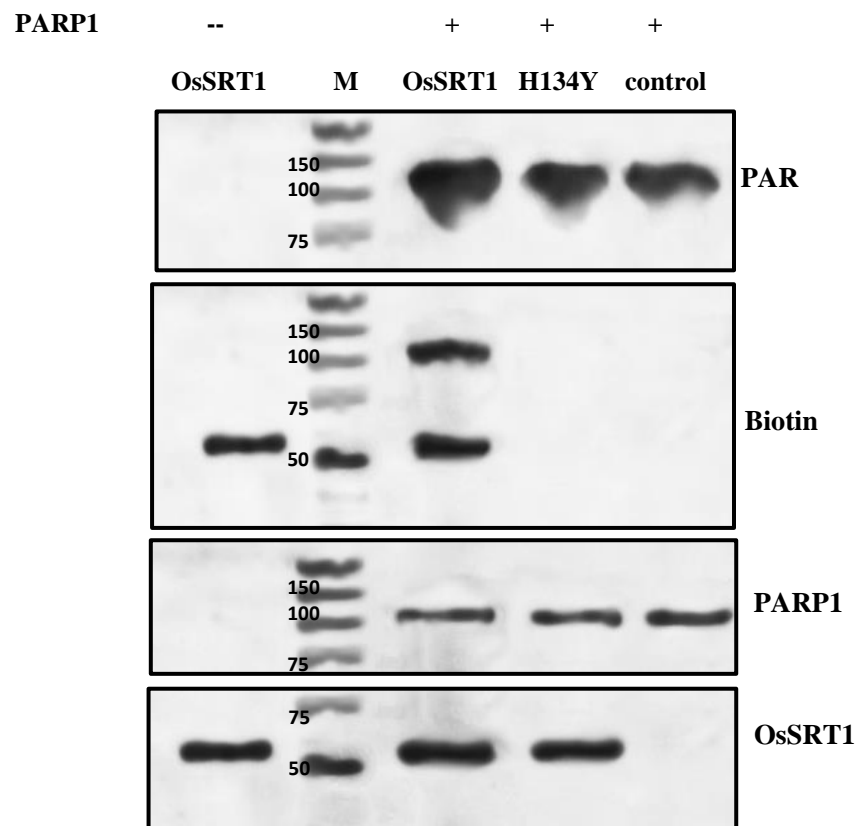 PARP1 -- + + +
OsSRT1 M OsSRT1 H134Y control
150
100
75
PAR
150
100
75
50
Biotin
150
100
75
PARP1
75
50
OsSRT1